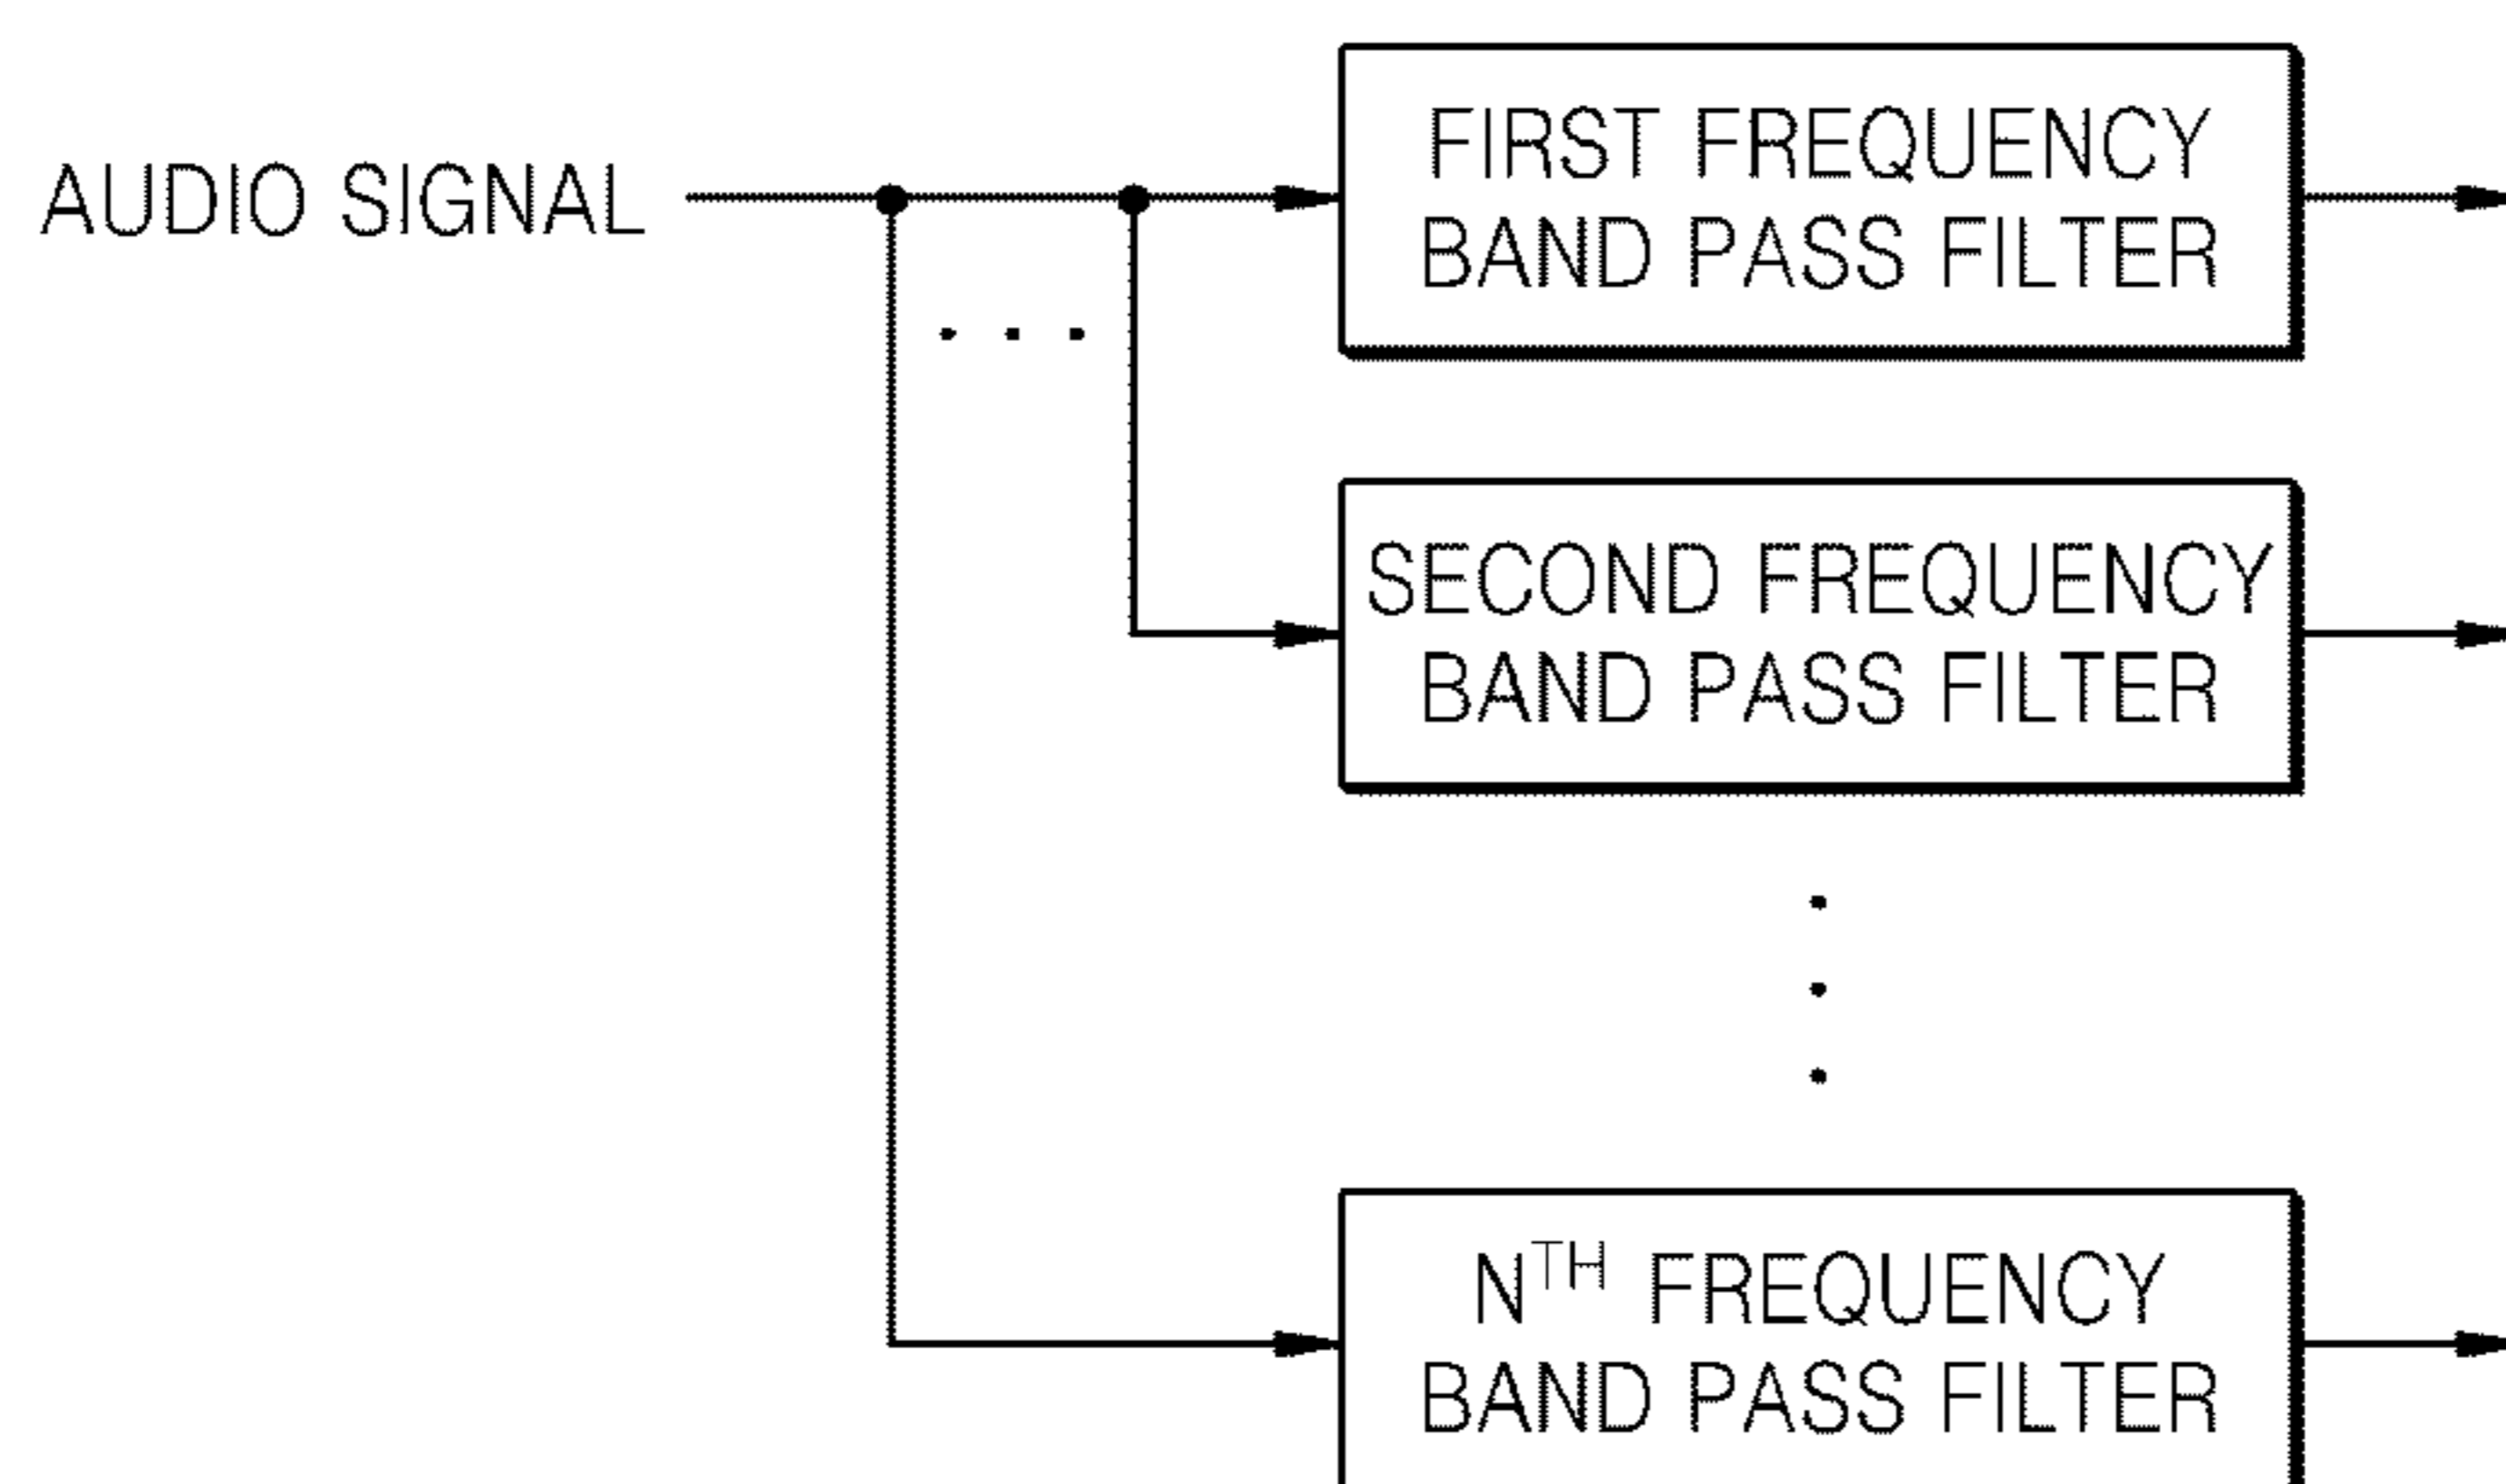 AUDIO SIGNAL
FIRST FREQUENCY
BAND PASS FILTER
SECOND FREQUENCY
BAND PASS FILTER
NTH FREQUENCY
BAND PASS FILTER